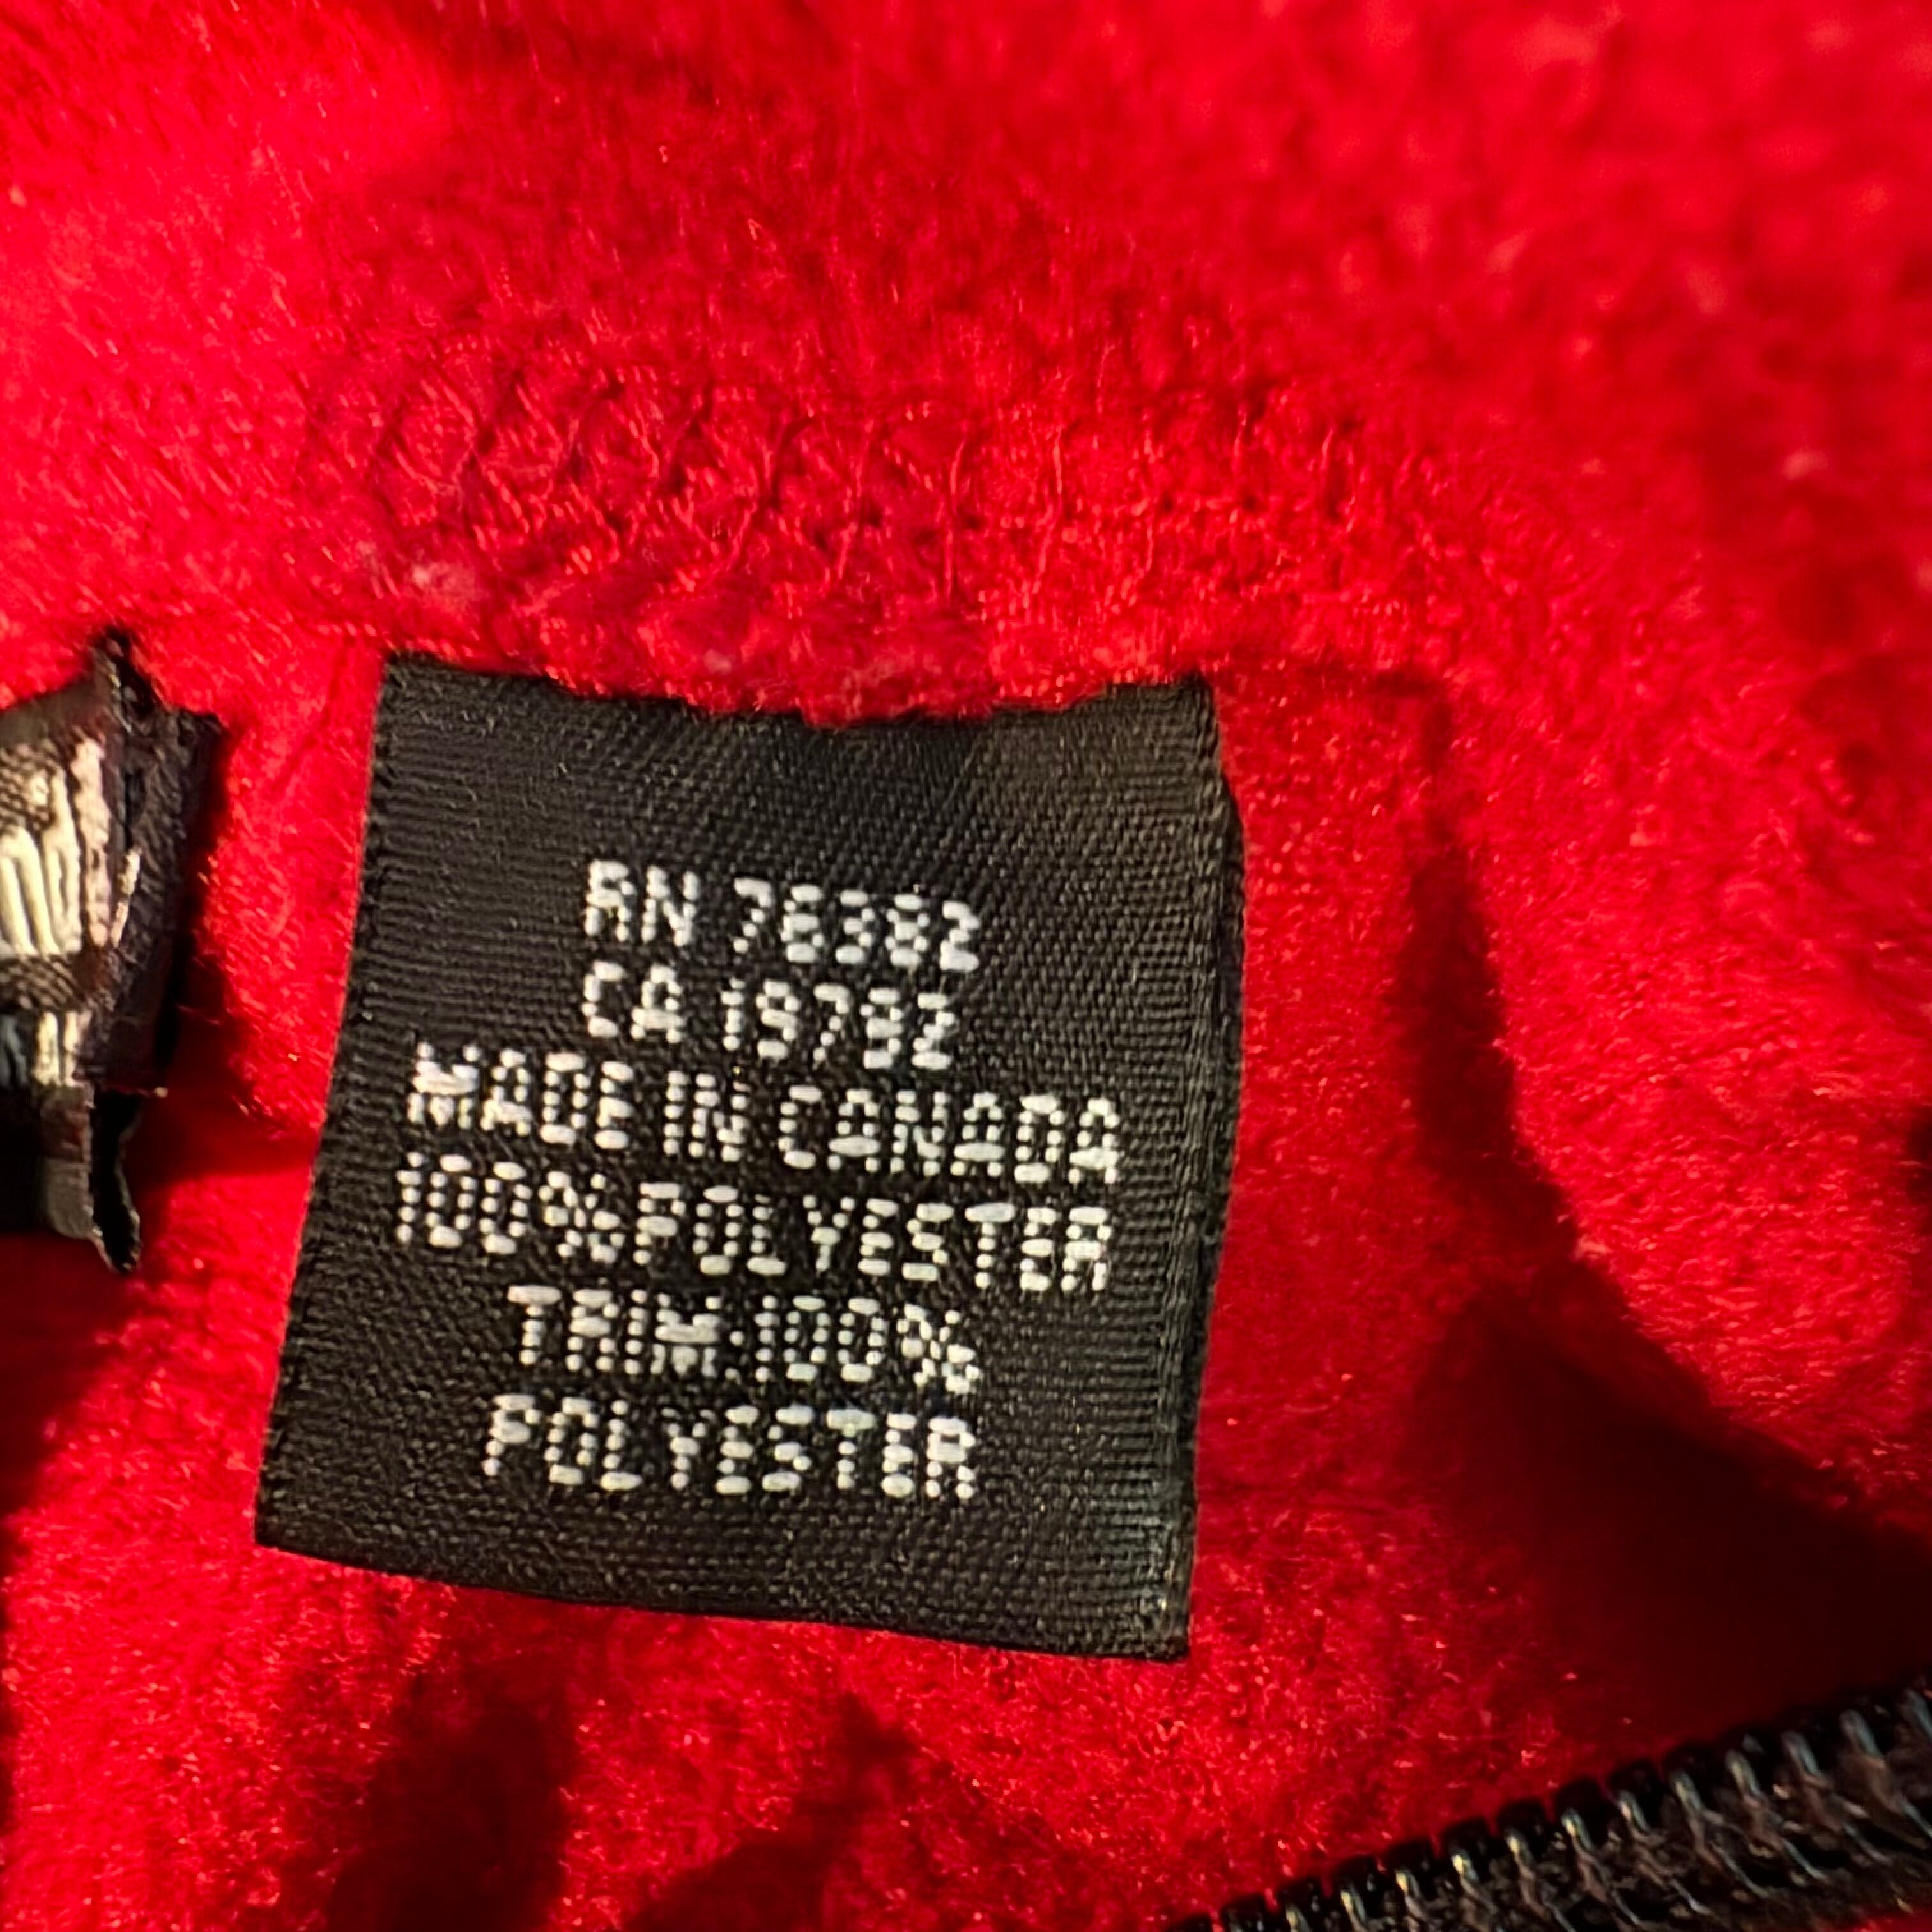 RN 76382
CA 19792
MADE IN CANADA
100%POLYESTER
TRIM:100%
POLYESTER